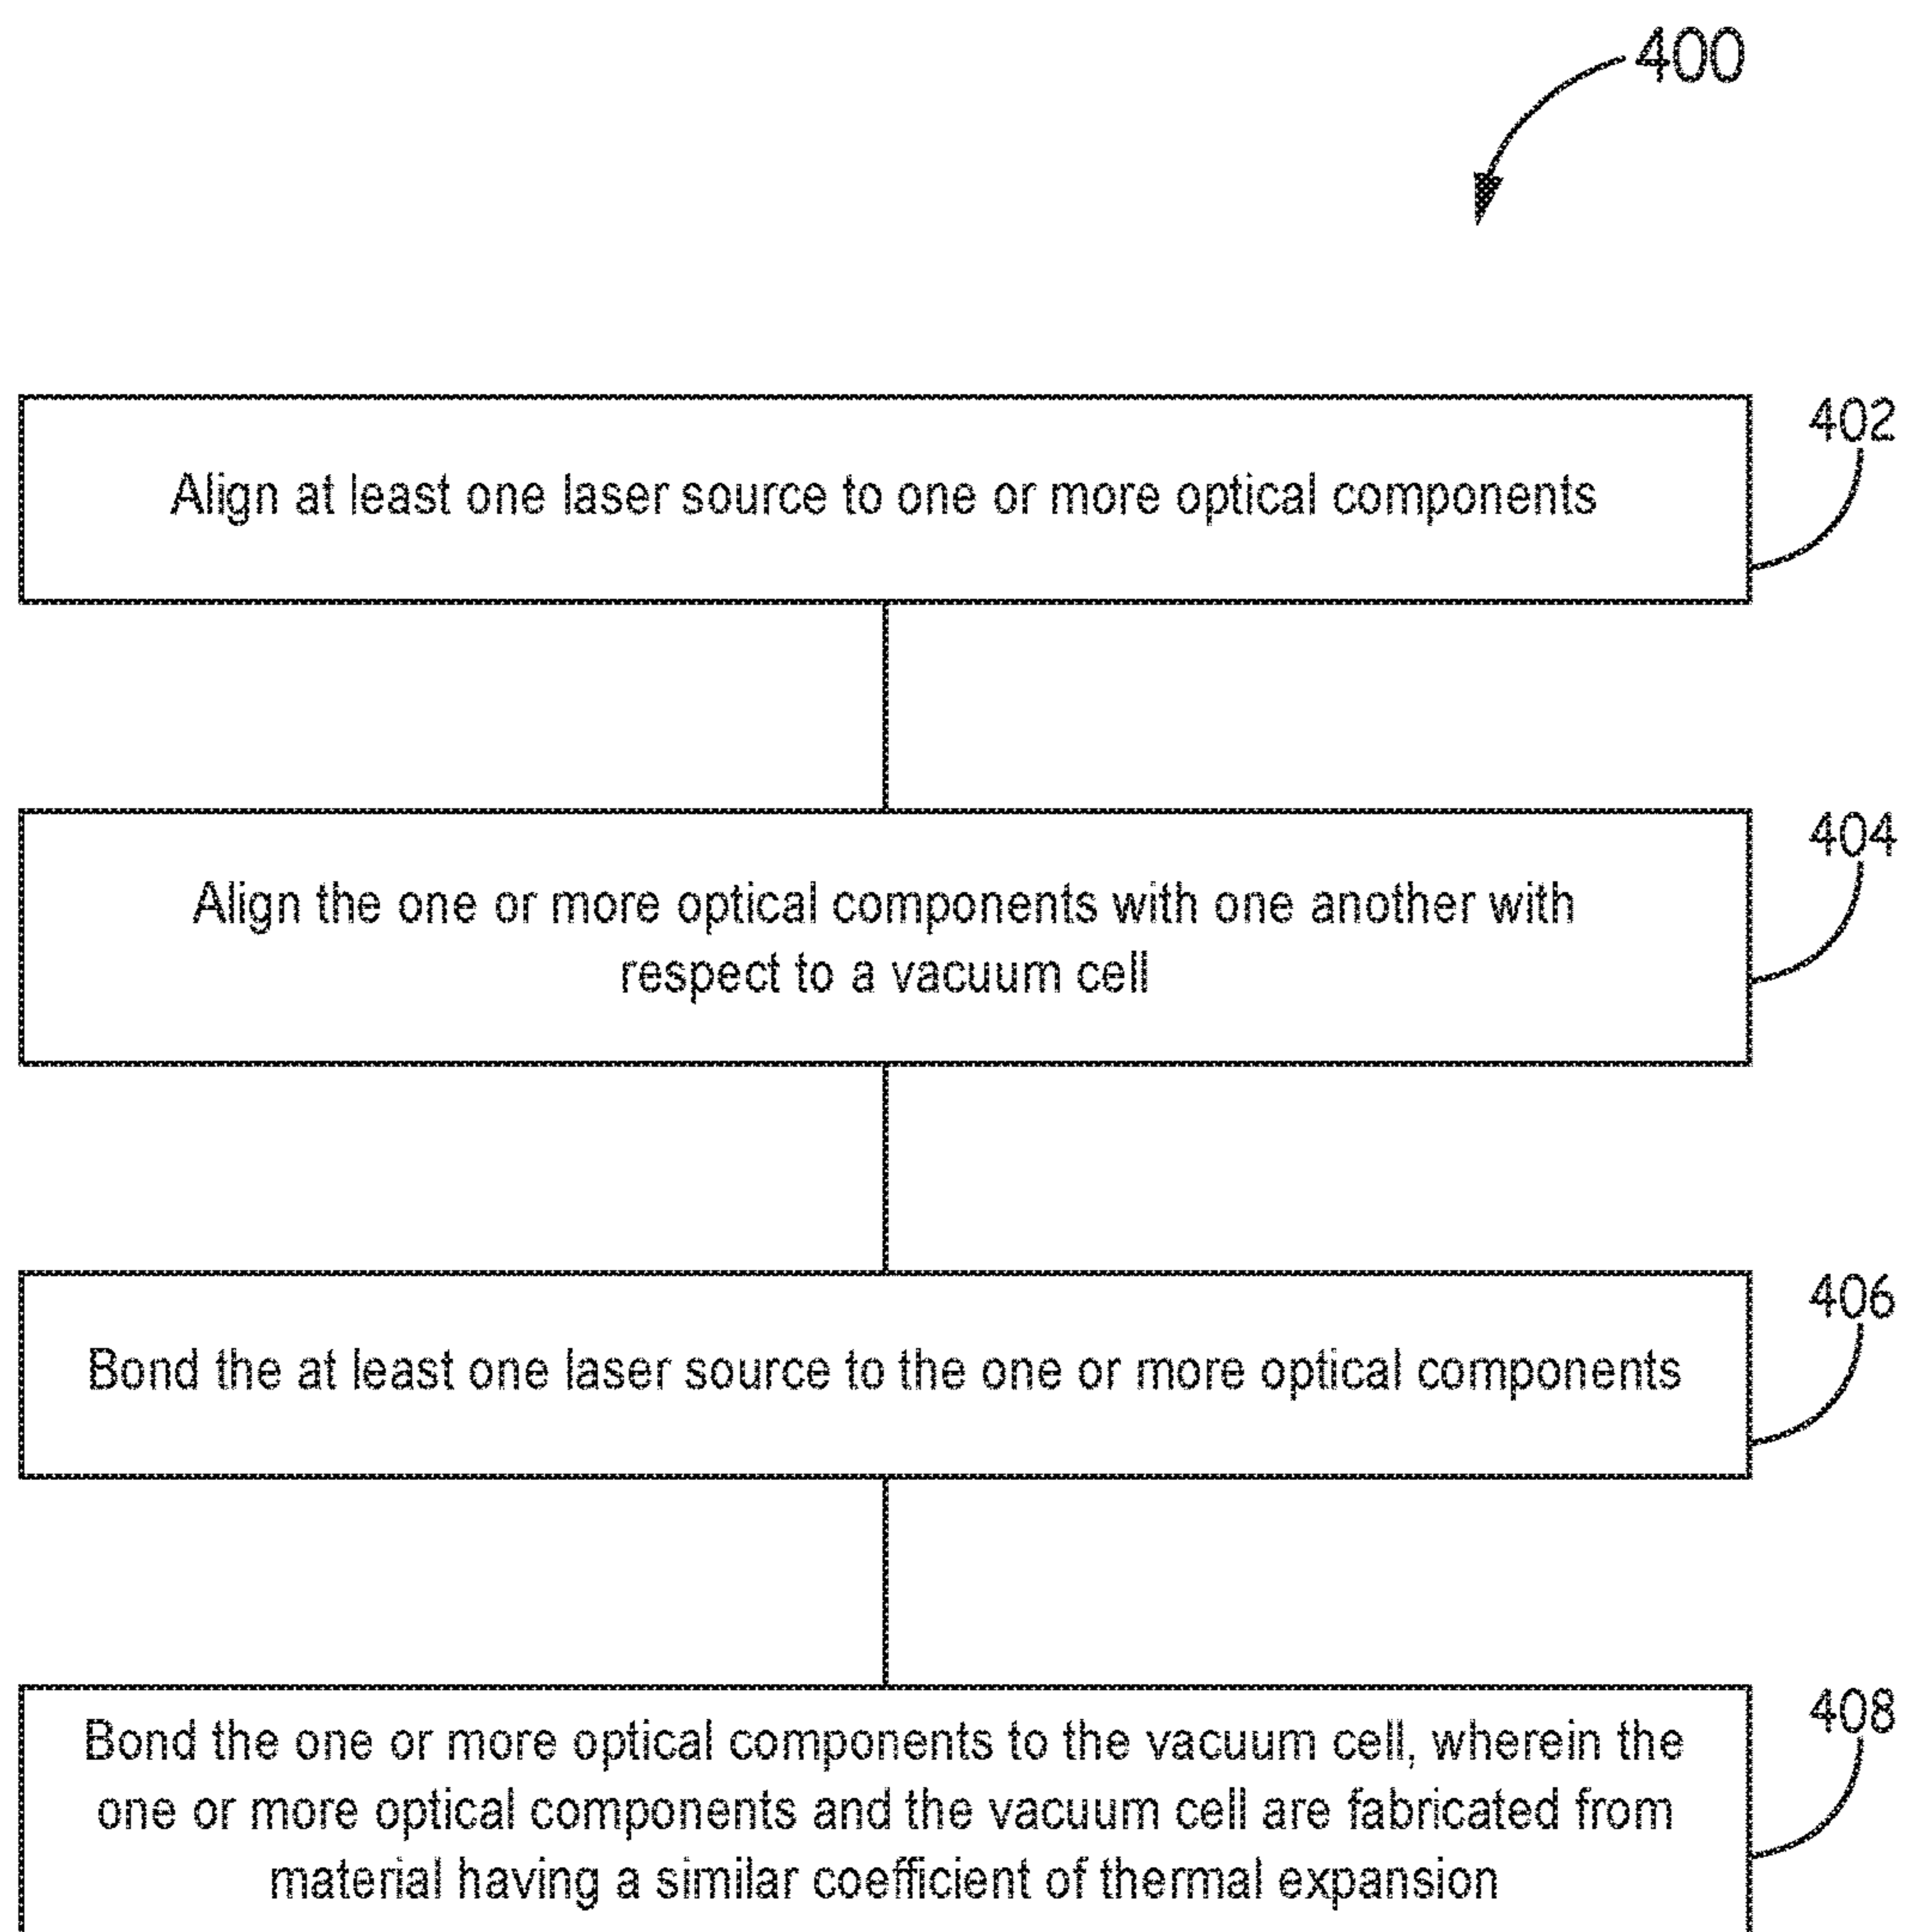 400
402
Align at least one laser source to one or more optical components
404
Align the one or more optical components with one another with
respect to a vacuum cell
406
Bond the at least one laser source to the one or more optical components
408
Bond the one or more optical components to the vacuum cell, wherein the
one or more optical components and the vacuum cell are fabricated from
material having a similar coefficient of thermal expansion